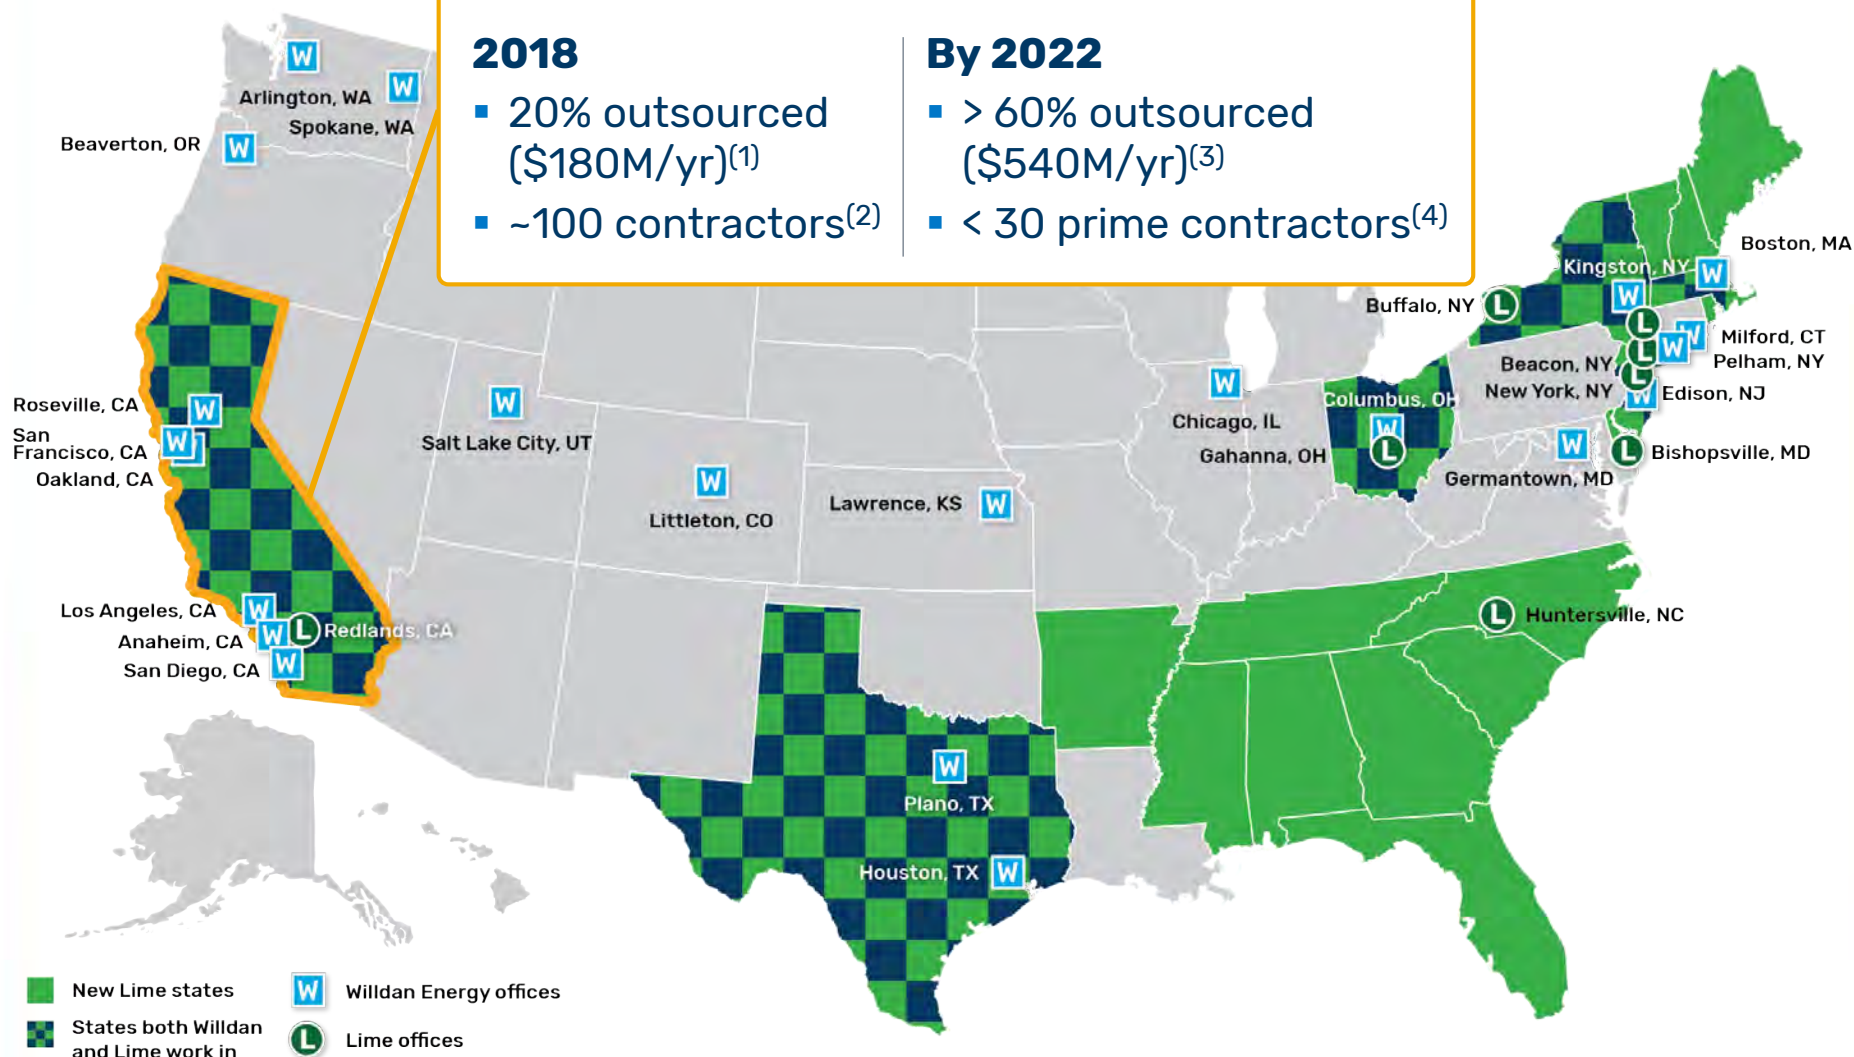 2018
▪ 20% outsourced
($180M/yr)(1)
▪ ~100 contractors(2)
By 2022
▪ > 60% outsourced
($540M/yr)(3)
▪ < 30 prime contractors(4)
W
Arlington, WA
W
Spokane, WA
Beaverton, OR
W
Boston, MA
Kingston, NY
W
W
Buffalo, NY
L
L
W
Milford, CT
L
W
Pelham, NY
Beacon, NY
L
New York, NY
W
Edison, NJ
Roseville, CA
W
San
Francisco, CA
W
Oakland, CA
W
Salt Lake City, UT
W
Littleton, CO
Lawrence, KS
W
W
Chicago, IL
Columbus, OH
W
Gahanna, OH
L
W
Germantown, MD
L
Bishopsville, MD
Los Angeles, CA
W
Anaheim, CA
W
L
Redlands, CA
San Diego, CA
W
L
Huntersville, NC
W
Plano, TX
Houston, TX
W
New Lime states
States both Willdan
and Lime work in
W
Willdan Energy offices
L
Lime offices